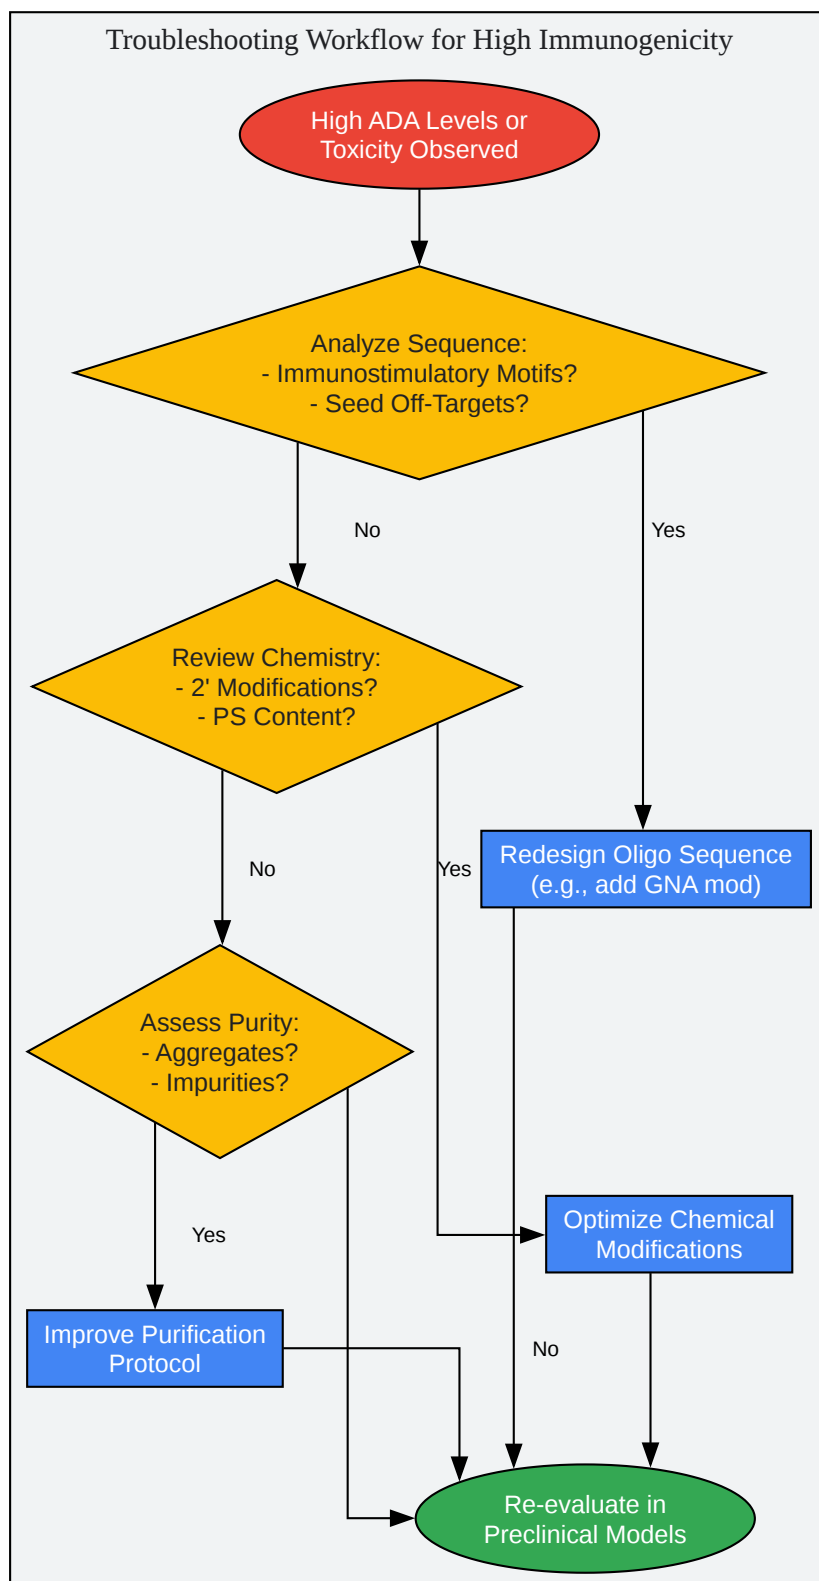 Troubleshooting Workflow for High Immunogenicity
High ADA Levels or
Toxicity Observed
Analyze Sequence:
- Immunostimulatory Motifs?
- Seed Off-Targets?
No
Yes
Review Chemistry:
- 2' Modifications?
- PS Content?
No
Yes
Redesign Oligo Sequence
(e.g., add GNA mod)
Assess Purity:
- Aggregates?
- Impurities?
Yes
Optimize Chemical
Modifications
Improve Purification
Protocol
No
Re-evaluate in
Preclinical Models